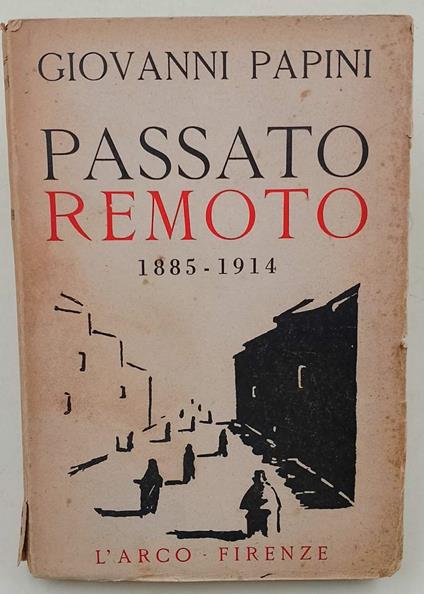 GIOVANNI PAPINI
PASSATO
REMOTO
1885 - 1914
L'ARCO - FIRENZE